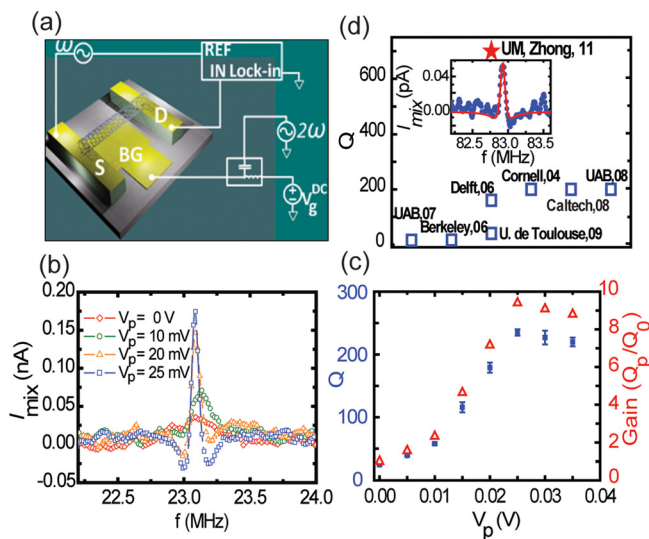 (a)
ω
REF
IN Lock-in
D
BG
S
2ω
V_g^DC
(d)
Q
600
400
200
0
UM, Zhong, 11
I_mix (pA)
0.04
0.00
82.5 83.0 83.5
f (MHz)
Cornell,04
UAB,08
Delft,06
Caltech,08
UAB,07
Berkeley,06
U. de Toulouse,09
(b)
I_mix (nA)
0.20
0.15
0.10
0.05
0.00
-0.05
V_p = 0 V
V_p = 10 mV
V_p = 20 mV
V_p = 25 mV
22.5 23.0 23.5 24.0
f (MHz)
(c)
Q
300
250
200
150
100
50
0
10
8
6
4
2
0
Gain (Q_p/Q_0)
0.00 0.01 0.02 0.03 0.04
V_p (V)